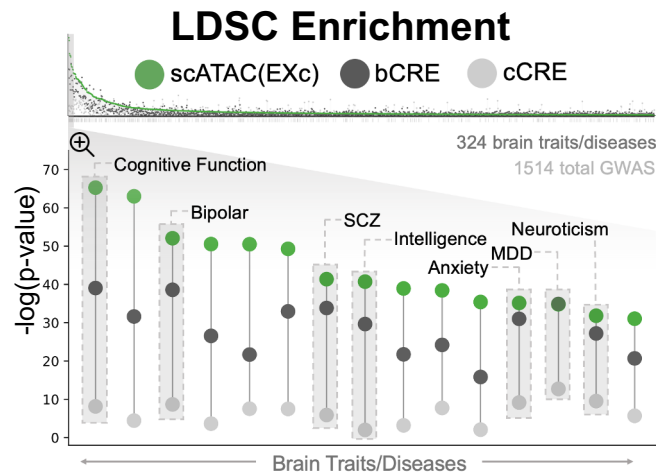 LDSC Enrichment
scATAC(EXc) bCRE cCRE
324 brain traits/diseases
1514 total GWAS
-log(p-value)
70
60
50
40
30
20
10
0
Cognitive Function
Bipolar
SCZ
Intelligence
Anxiety
MDD
Neuroticism
Brain Traits/Diseases